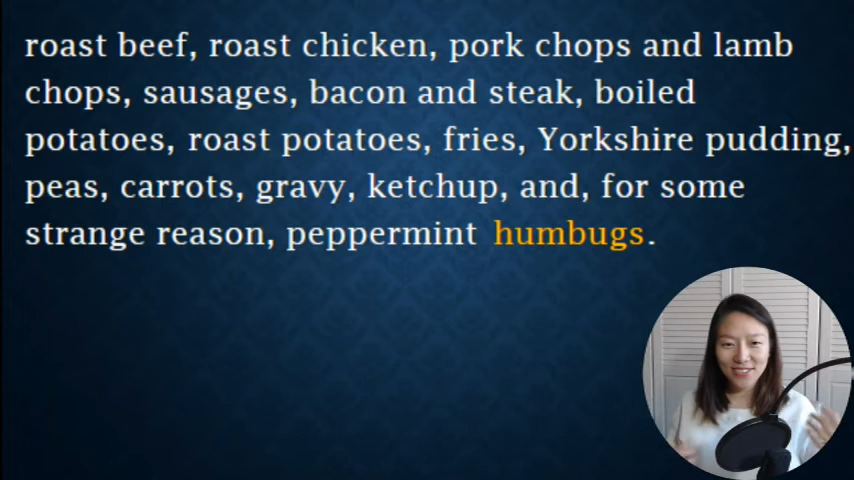 roast beef, roast chicken, pork chops and lamb
chops, sausages, bacon and steak, boiled
potatoes, roast potatoes, fries, Yorkshire pudding,
peas, carrots, gravy, ketchup, and, for some
strange reason, peppermint humbugs.